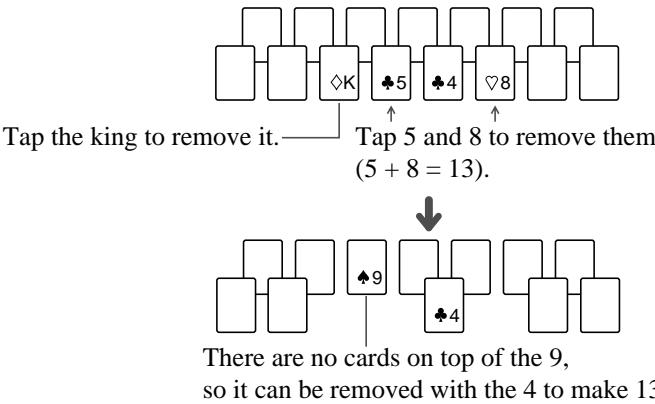 ♢K ♣5 ♣4 ♡8
Tap the king to remove it.
Tap 5 and 8 to remove them
(5 + 8 = 13).
♠9
♣4
There are no cards on top of the 9,
so it can be removed with the 4 to make 13